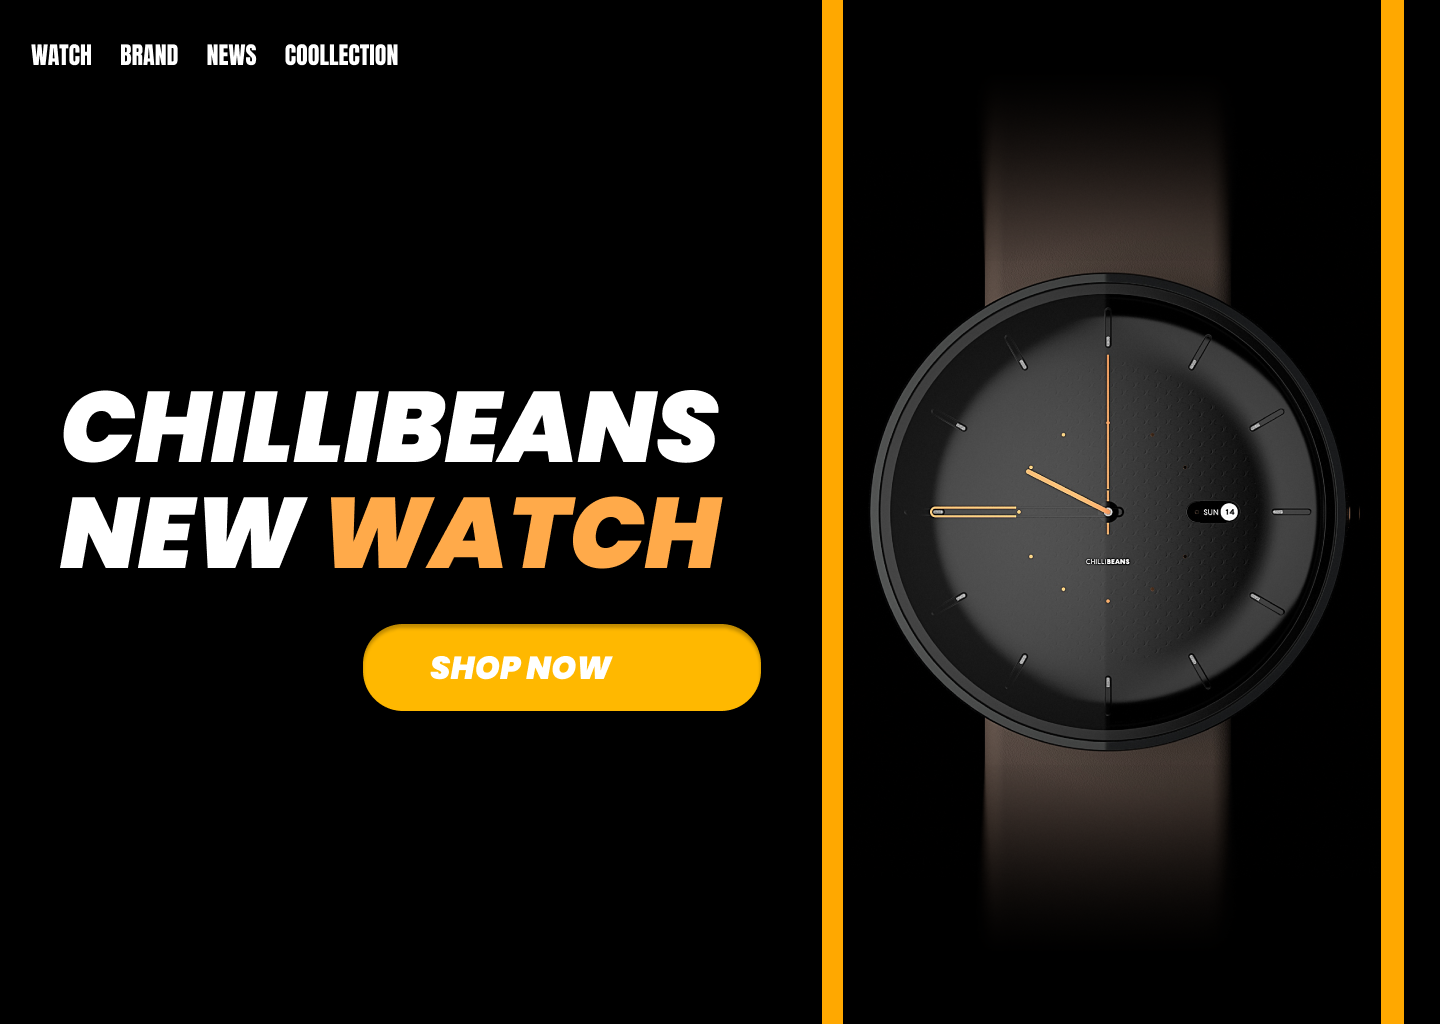 WATCH BRAND NEWS COOLLECTION
CHILLIBEANS
NEW WATCH
SHOP NOW
SUN 14
CHILLIBEANS